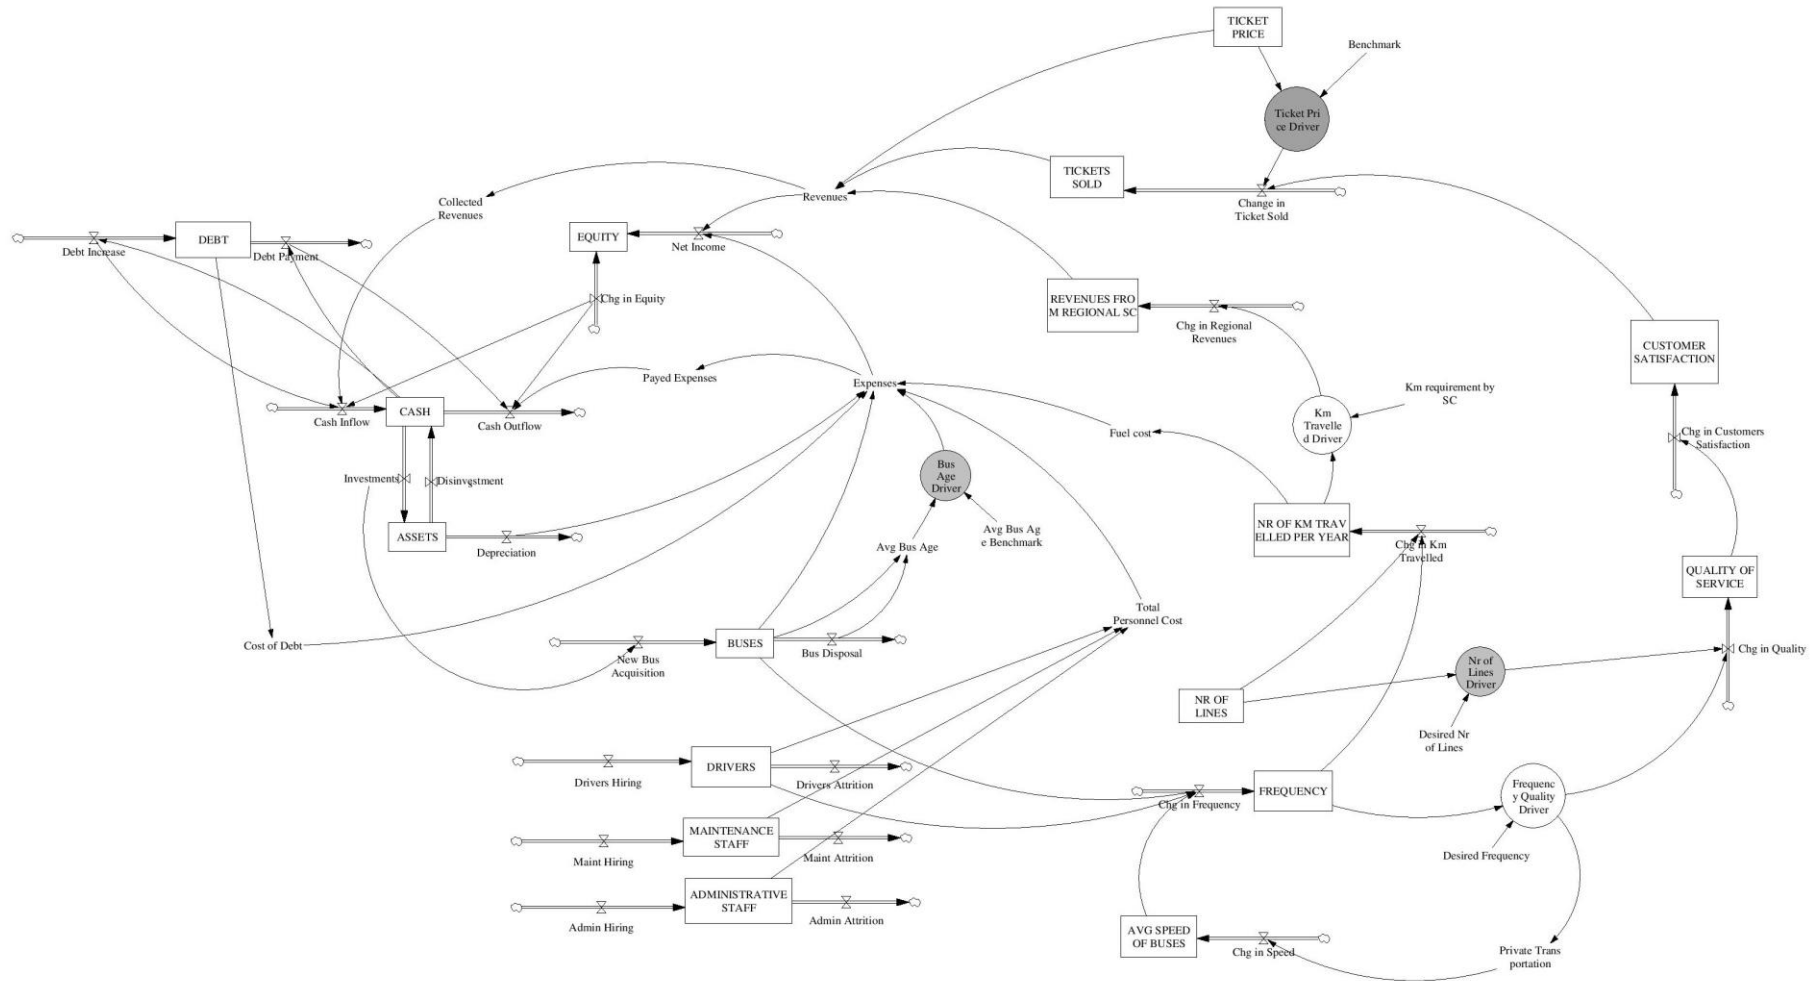 TICKET
PRICE
Benchmark
Ticket Pri
ce Driver
TICKETS
SOLD
Change in
Ticket Sold
Revenues
Collected
Revenues
DEBT
Debt Increase
Debt Payment
EQUITY
Net Income
Chg in Equity
REVENUES FRO
M REGIONAL SC
Chg in Regional
Revenues
CUSTOMER
SATISFACTION
Payed Expenses
Expenses
Km requirement by
SC
Km
Travelle
d Driver
CASH
Cash Inflow
Cash Outflow
Fuel cost
Chg in Customers
Satisfaction
Investments
Disinvestment
Bus
Age
Driver
Avg Bus Ag
e Benchmark
ASSETS
Depreciation
Avg Bus Age
NR OF KM TRAV
ELLED PER YEAR
Chg in Km
Travelled
QUALITY OF
SERVICE
Total
Personnel Cost
Cost of Debt
BUSES
New Bus
Acquisition
Bus Disposal
Chg in Quality
Nr of
Lines
Driver
NR OF
LINES
Desired Nr
of Lines
DRIVERS
Drivers Hiring
Drivers Attrition
Chg in Frequency
FREQUENCY
Frequenc
y Quality
Driver
MAINTENANCE
STAFF
Maint Hiring
Maint Attrition
Desired Frequency
ADMINISTRATIVE
STAFF
Admin Hiring
Admin Attrition
AVG SPEED
OF BUSES
Chg in Speed
Private Trans
portation